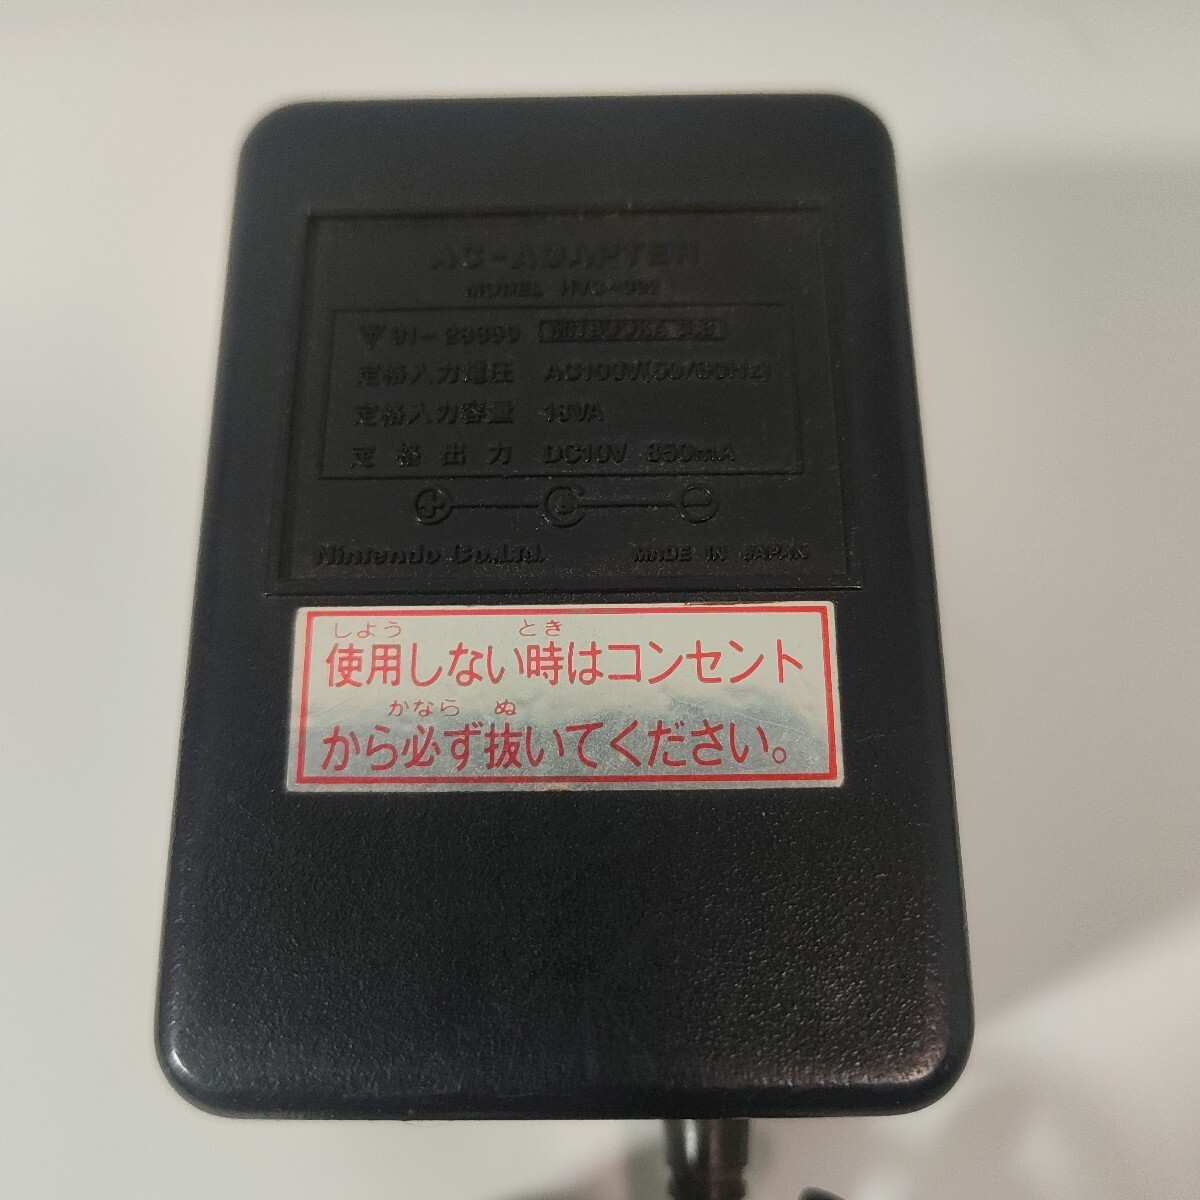 AC-ADAPTER
MODEL HVC-002
91-
定格入力電圧 AC100V(50/60Hz)
定格入力容量 18VA
定格出力 DC10V 850mA
Nintendo Co.,Ltd. MADE IN JAPAN
しよう とき
使用しない時はコンセント
かなら ぬ
から必ず抜いてください。